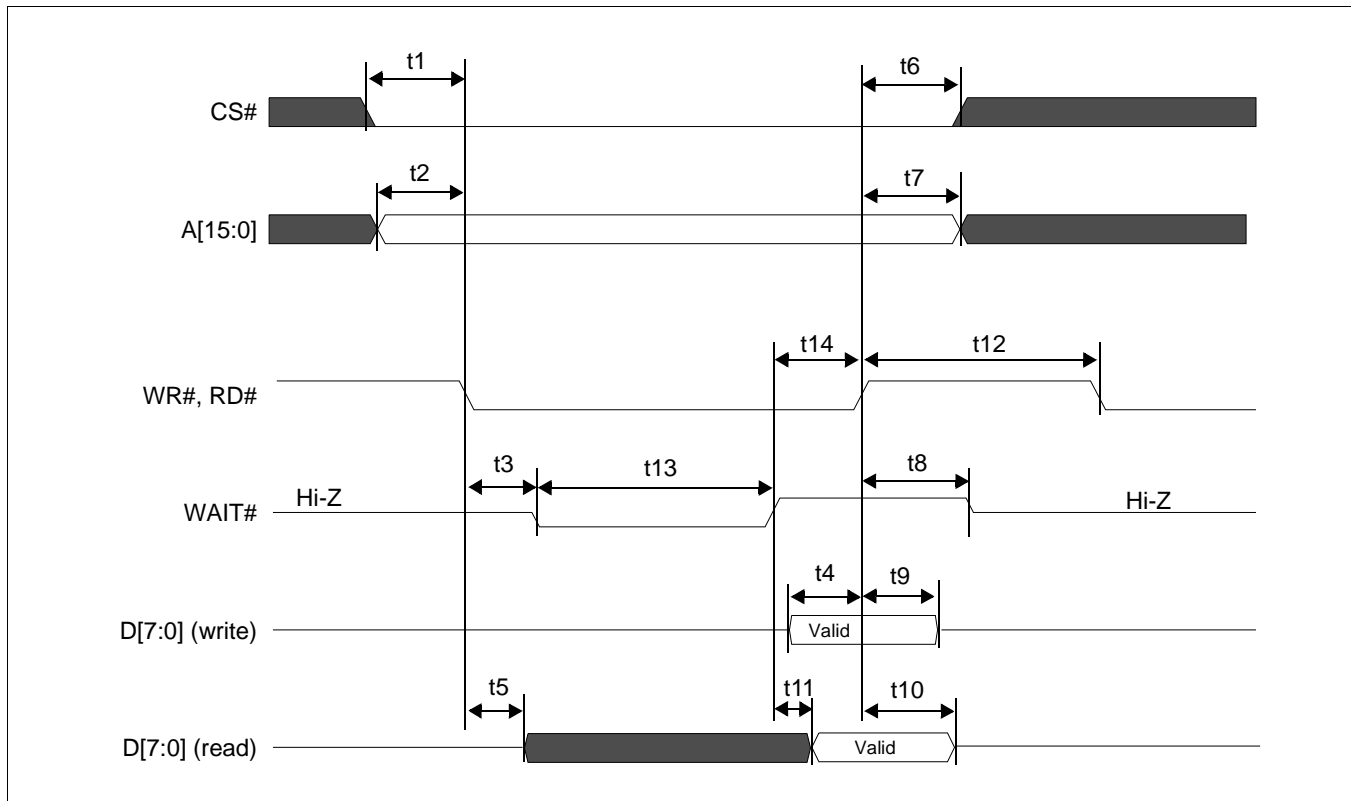 t1 t6
CS#
t2 t7
A[15:0]
t14 t12
WR#, RD#
t3 t13 t8
Hi-Z Hi-Z
WAIT#
t4 t9
D[7:0] (write) Valid
t5 t11 t10
D[7:0] (read) Valid